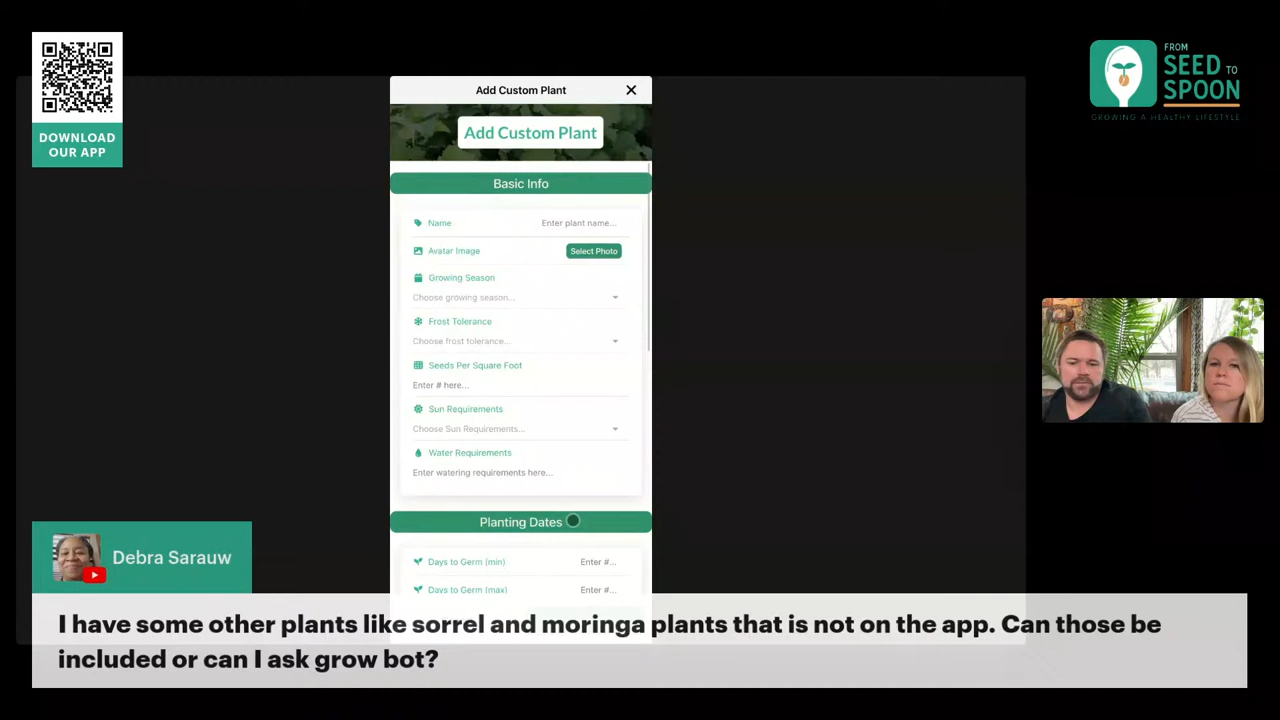 DOWNLOAD
OUR APP
FROM
SEED TO
SPOON
GROWING A HEALTHY LIFESTYLE
Add Custom Plant
Add Custom Plant
Basic Info
Name Enter plant name...
Avatar Image Select Photo
Growing Season
Choose growing season...
Frost Tolerance
Choose frost tolerance...
Seeds Per Square Foot
Enter # here...
Sun Requirements
Choose Sun Requirements...
Water Requirements
Enter watering requirements here...
Planting Dates
Days to Germ (min) Enter #...
Days to Germ (max) Enter #...
Debra Sarauw
I have some other plants like sorrel and moringa plants that is not on the app. Can those be
included or can I ask grow bot?